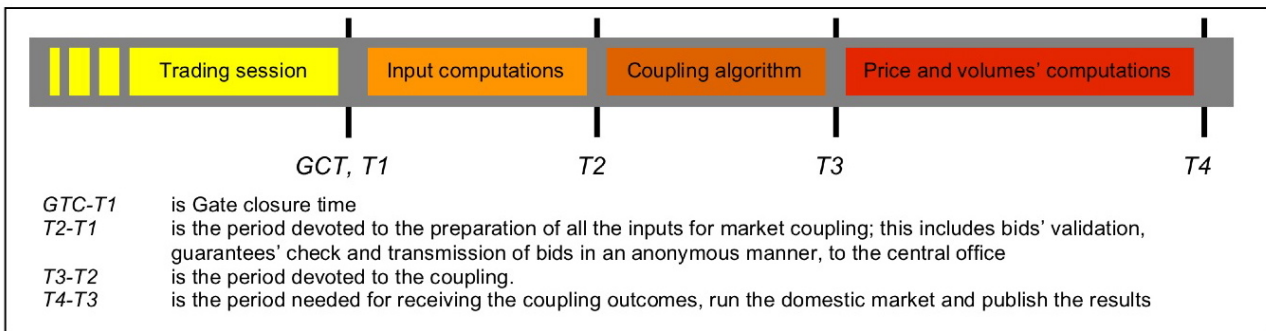 Trading session Input computations Coupling algorithm Price and volumes’ computations
GCT, T1 T2 T3 T4
GTC-T1 is Gate closure time
T2-T1 is the period devoted to the preparation of all the inputs for market coupling; this includes bids’ validation,
guarantees’ check and transmission of bids in an anonymous manner, to the central office
T3-T2 is the period devoted to the coupling.
T4-T3 is the period needed for receiving the coupling outcomes, run the domestic market and publish the results